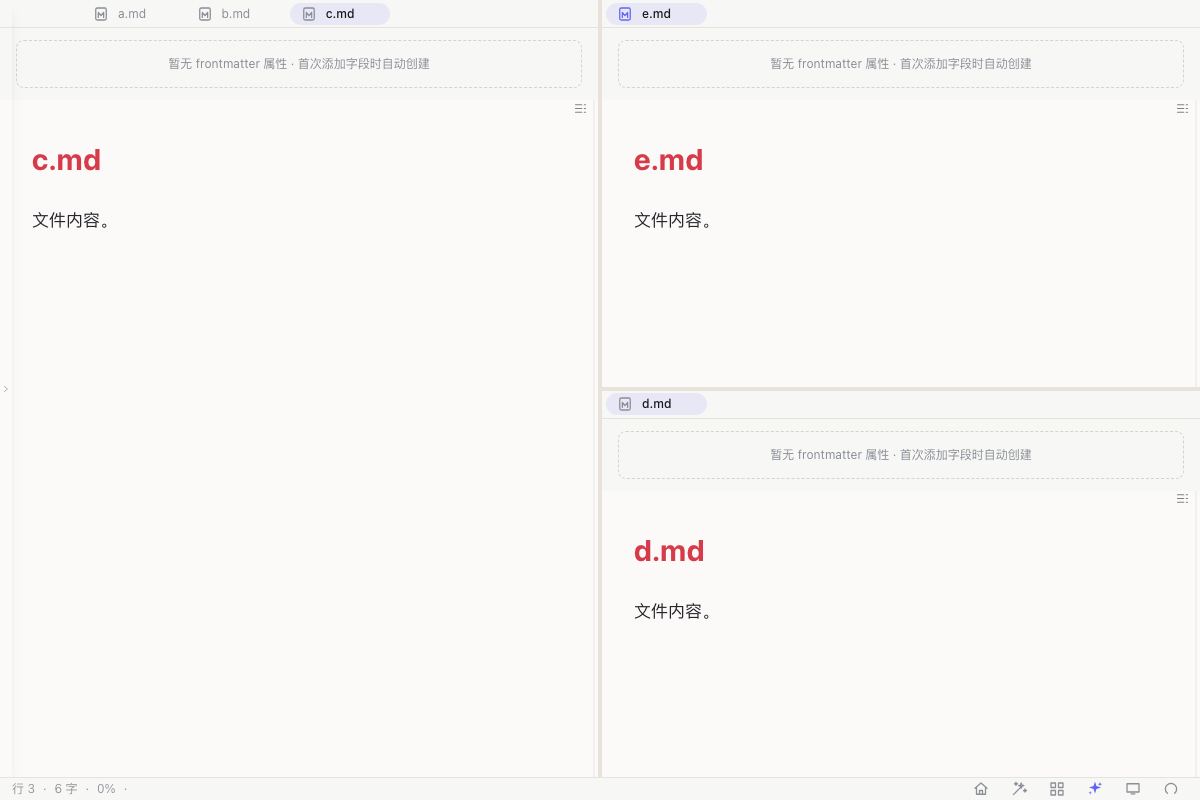 a.md b.md c.md
暂无 frontmatter 属性 · 首次添加字段时自动创建
c.md
文件内容。
e.md
暂无 frontmatter 属性 · 首次添加字段时自动创建
e.md
文件内容。
d.md
暂无 frontmatter 属性 · 首次添加字段时自动创建
d.md
文件内容。
行 3 · 6 字 · 0% ·